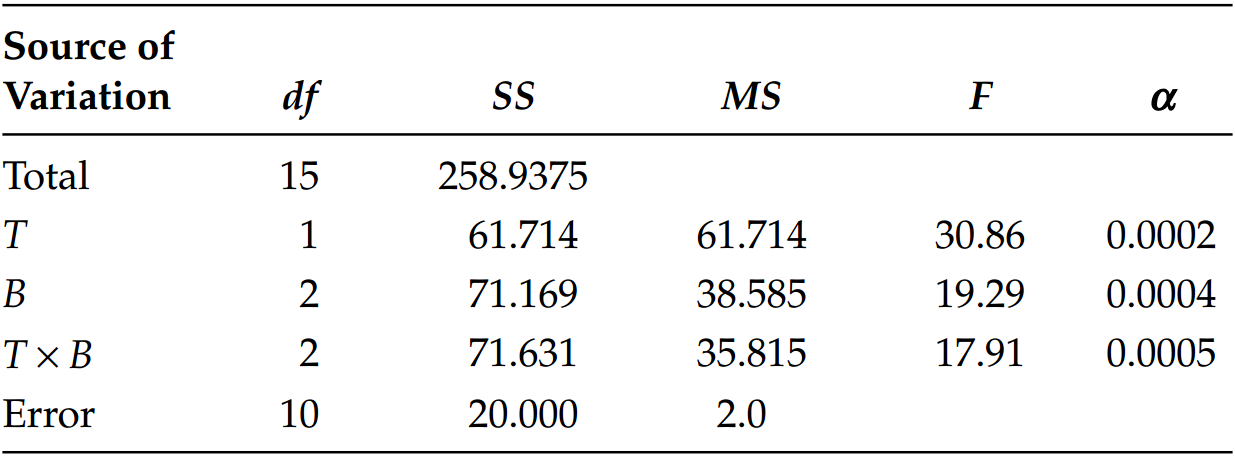 Source of
Variation df SS MS F α
Total 15 258.9375
T 1 61.714 61.714 30.86 0.0002
B 2 71.169 38.585 19.29 0.0004
T × B 2 71.631 35.815 17.91 0.0005
Error 10 20.000 2.0